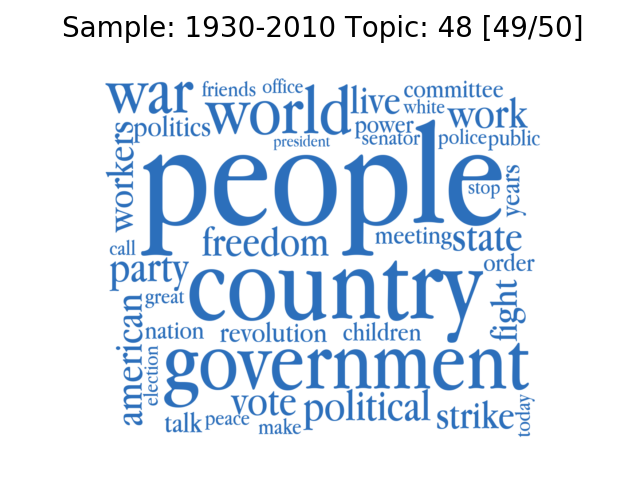 Sample: 1930-2010 Topic: 48 [49/50]
war friends office world live committee
white work
politics power
president senator police public
workers people stop years
call freedom meeting state
party country order
great
american nation revolution children fight
election government
vote political strike today
talk peace make